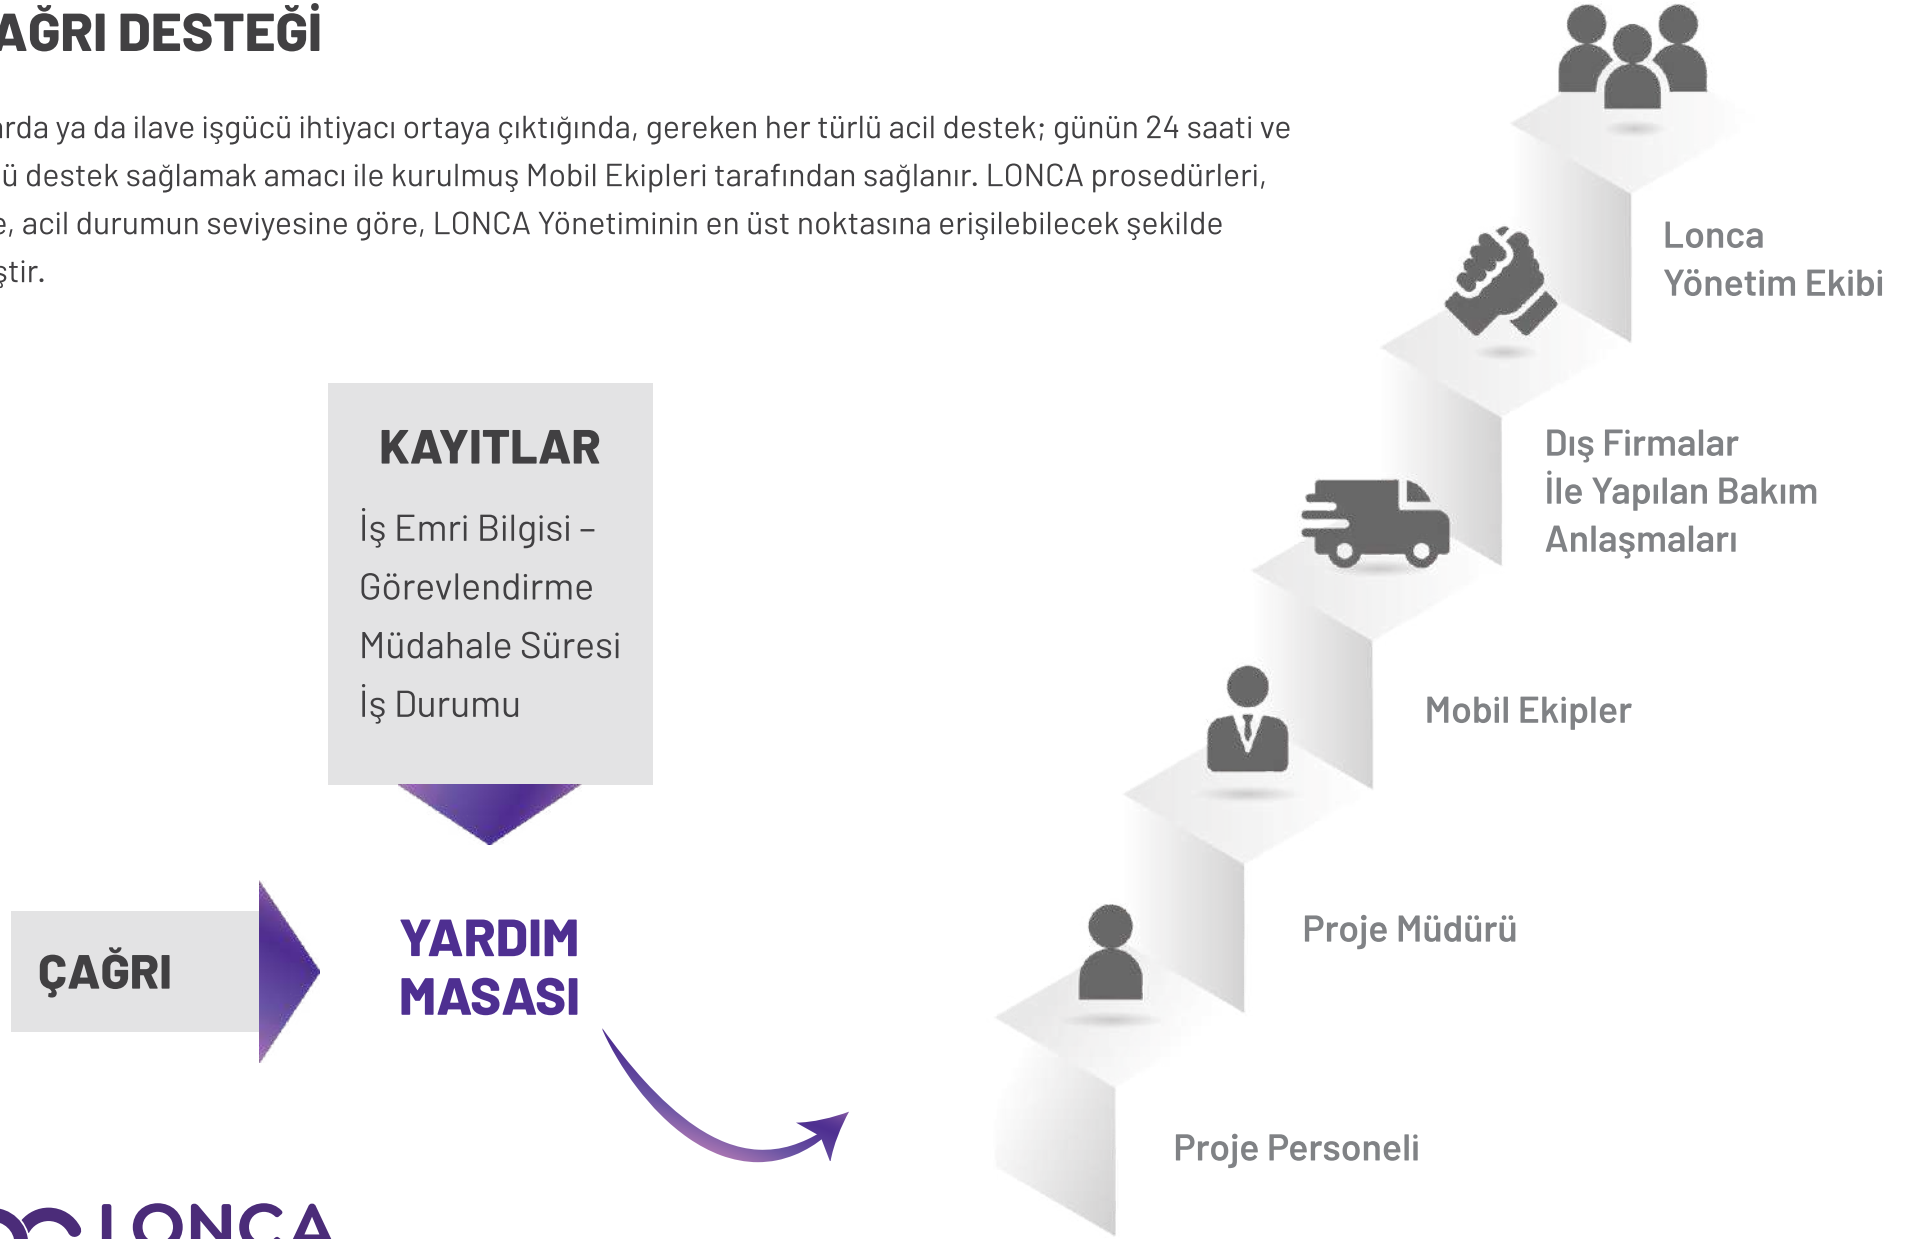 AĞRI DESTEĞİ
arda ya da ilave işgücü ihtiyacı ortaya çıktığında, gereken her türlü acil destek; günün 24 saati ve
ü destek sağlamak amacı ile kurulmuş Mobil Ekipleri tarafından sağlanır. LONCA prosedürleri,
e, acil durumun seviyesine göre, LONCA Yönetiminin en üst noktasına erişilebilecek şekilde
ştir.
KAYITLAR
İş Emri Bilgisi –
Görevlendirme
Müdahale Süresi
İş Durumu
ÇAĞRI
YARDIM
MASASI
Lonca
Yönetim Ekibi
Dış Firmalar
İle Yapılan Bakım
Anlaşmaları
Mobil Ekipler
Proje Müdürü
Proje Personeli
LONCA